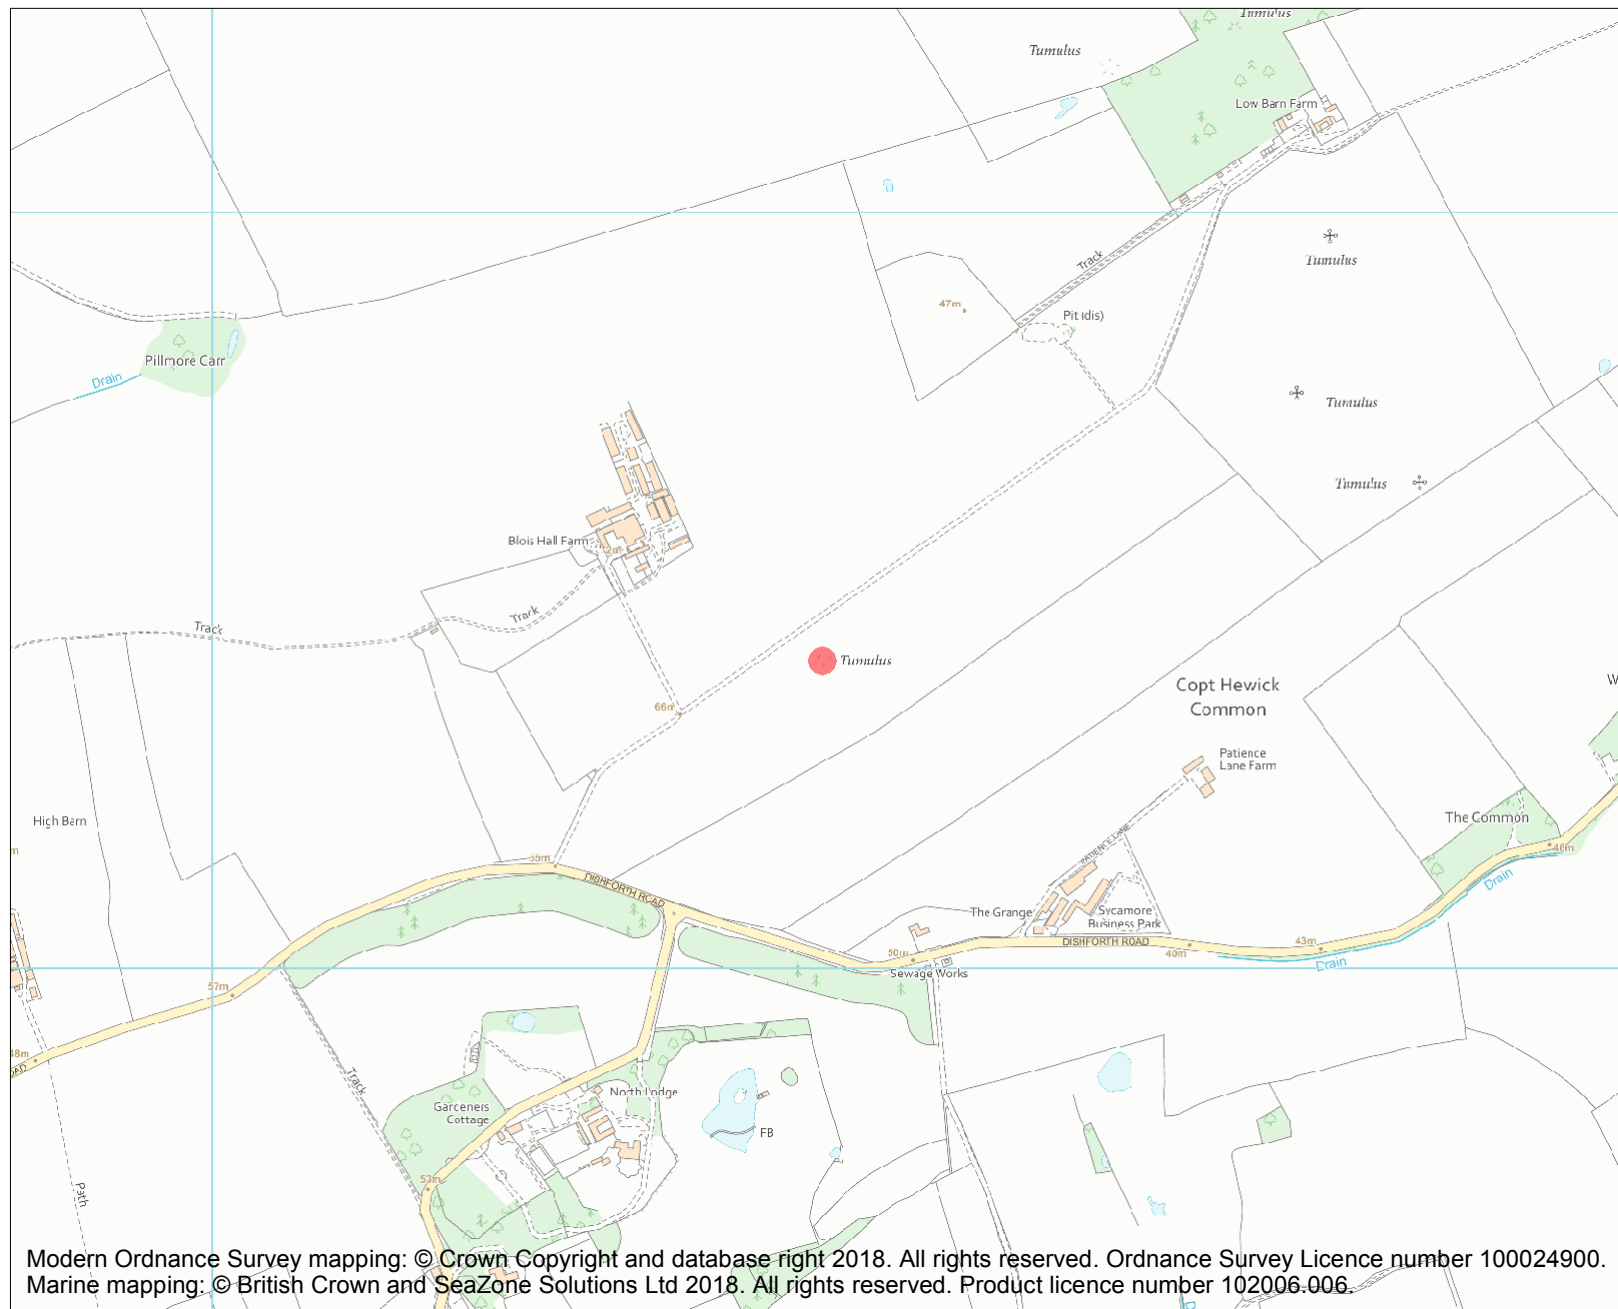 Tumulus
Tumulus
Low Barn Farm
Tumulus
Track
47m
Pit (dis)
Pillmore Carr
Drain
Tumulus
Tumulus
Blois Hall Farm
Track
Track
Tumulus
Copt Hewick
Common
66m
Patience
Lane Farm
High Barn
The Common
PATIENCE LANE
46m
DISHFORTH ROAD
The Grange
Sycamore
Business Park
Drain
DISHFORTH ROAD
43m
40m
50m
Drain
Sewage Works
57m
48m
Track
North Lodge
Gardeners
Cottage
FB
53m
Path
Modern Ordnance Survey mapping: © Crown Copyright and database right 2018. All rights reserved. Ordnance Survey Licence number 100024900.
Marine mapping: © British Crown and SeaZone Solutions Ltd 2018. All rights reserved. Product licence number 102006.006.